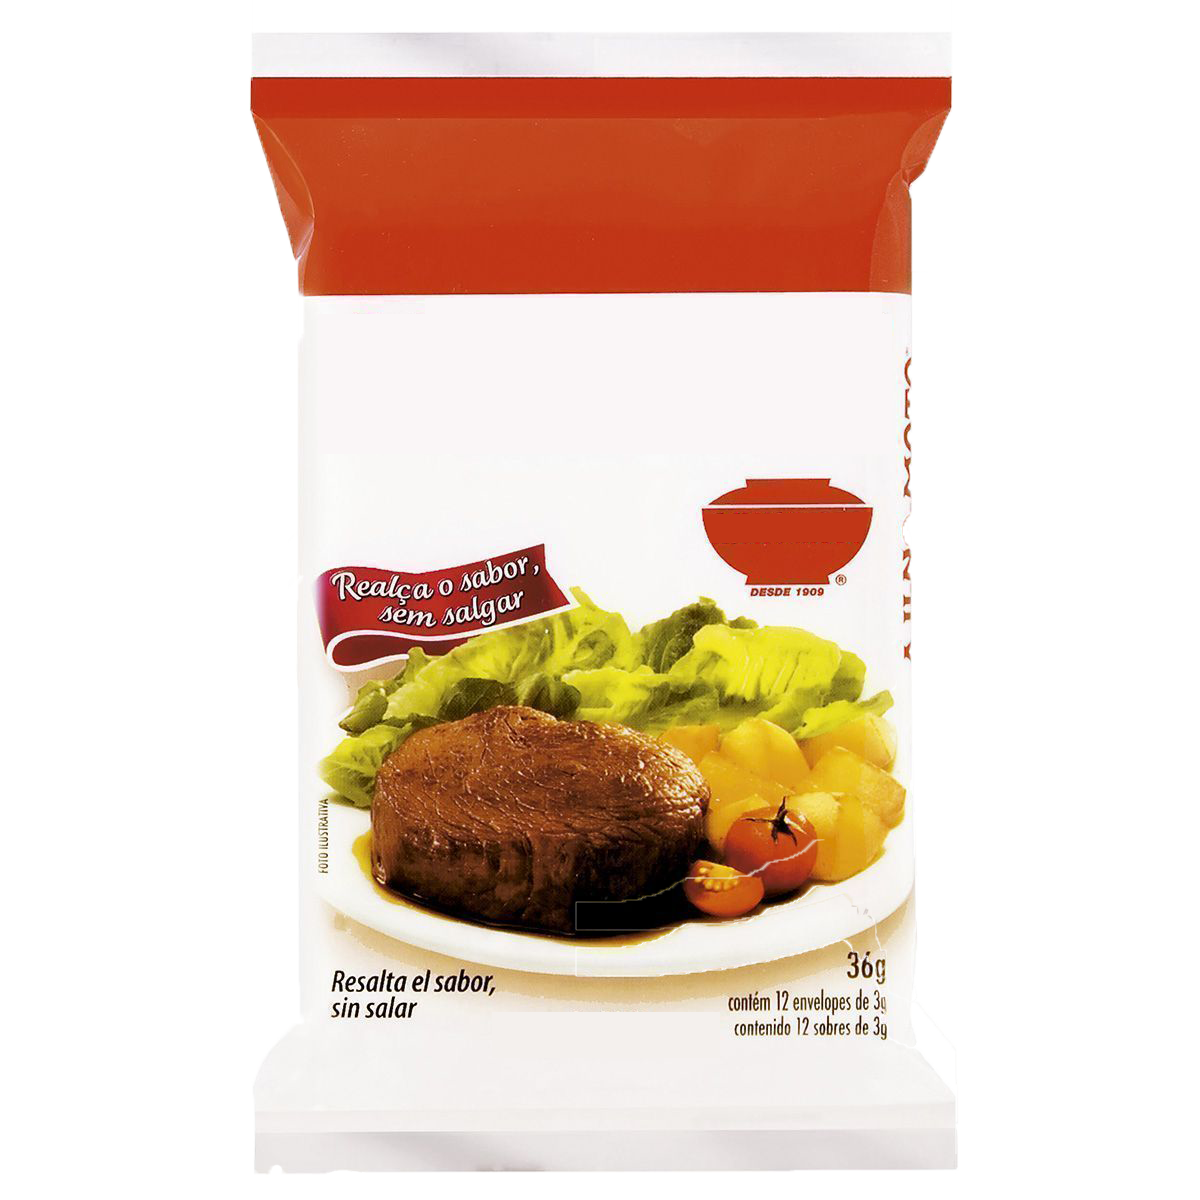 Realça o sabor,
sem salgar
®
DESDE 1909
FOTO ILUSTRATIVA
36g
Resalta el sabor,
sin salar
contém 12 envelopes de 3g
contenido 12 sobres de 3g